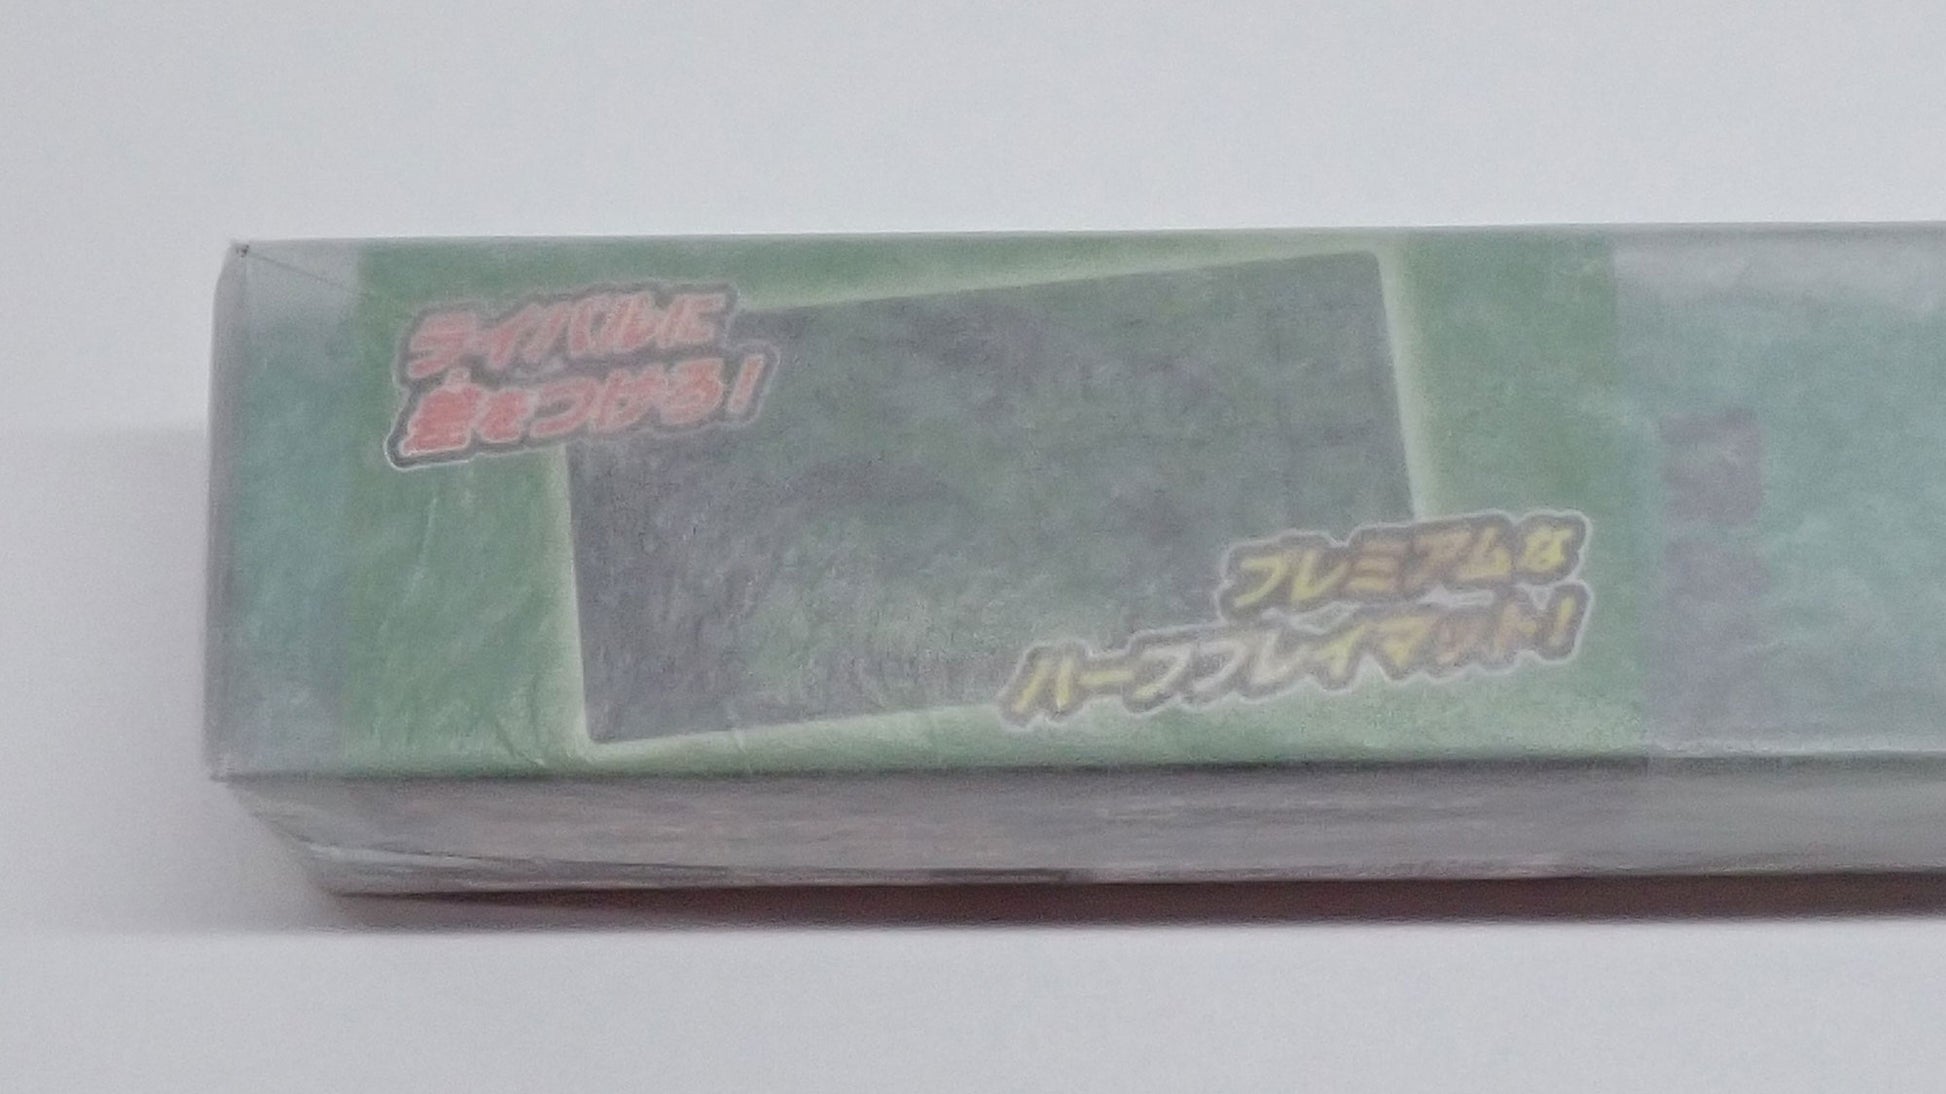 ライバルに
差をつけろ！
プレミアムな
ハーフプレイマット！